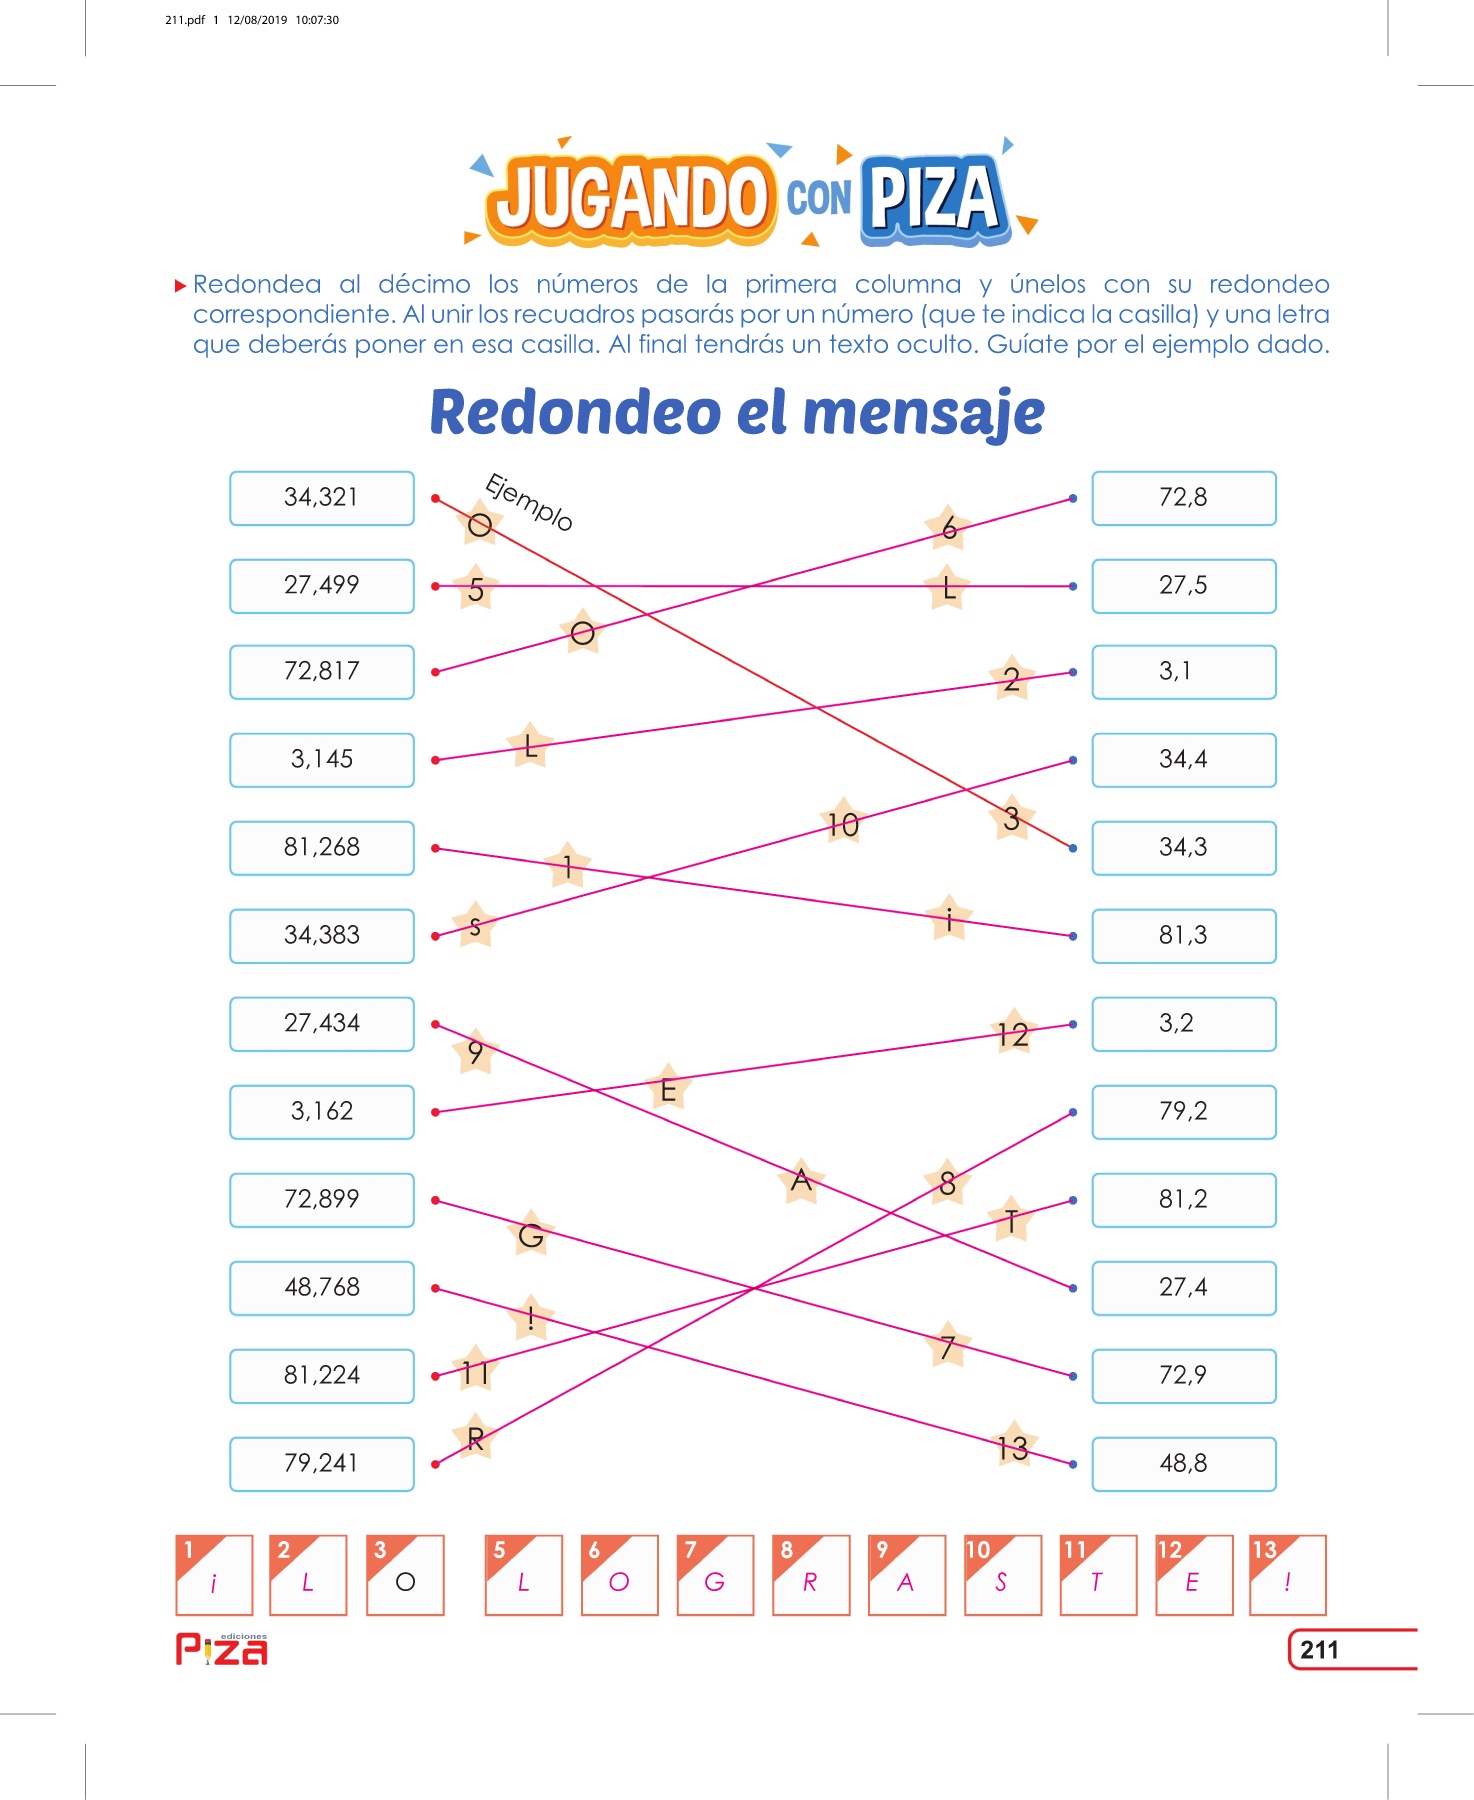 211.pdf 1 12/08/2019 10:07:30
JUGANDO CON PIZA
Redondea al décimo los números de la primera columna y únelos con su redondeo
correspondiente. Al unir los recuadros pasarás por un número (que te indica la casilla) y una letra
que deberás poner en esa casilla. Al final tendrás un texto oculto. Guíate por el ejemplo dado.
Redondeo el mensaje
Ejemplo
34,321 O 6 72,8
27,499 5 L 27,5
72,817 O 3,1
2
3,145 L 34,4
81,268 1 10 3 34,3
34,383 s i 81,3
27,434 9 12 3,2
3,162 E 79,2
72,899 G A 8 T 81,2
48,768 ! 27,4
81,224 11 7 72,9
79,241 R 13 48,8
1 2 3 5 6 7 8 9 10 11 12 13
i L O L O G R A S T E !
ediciones
Piza
211